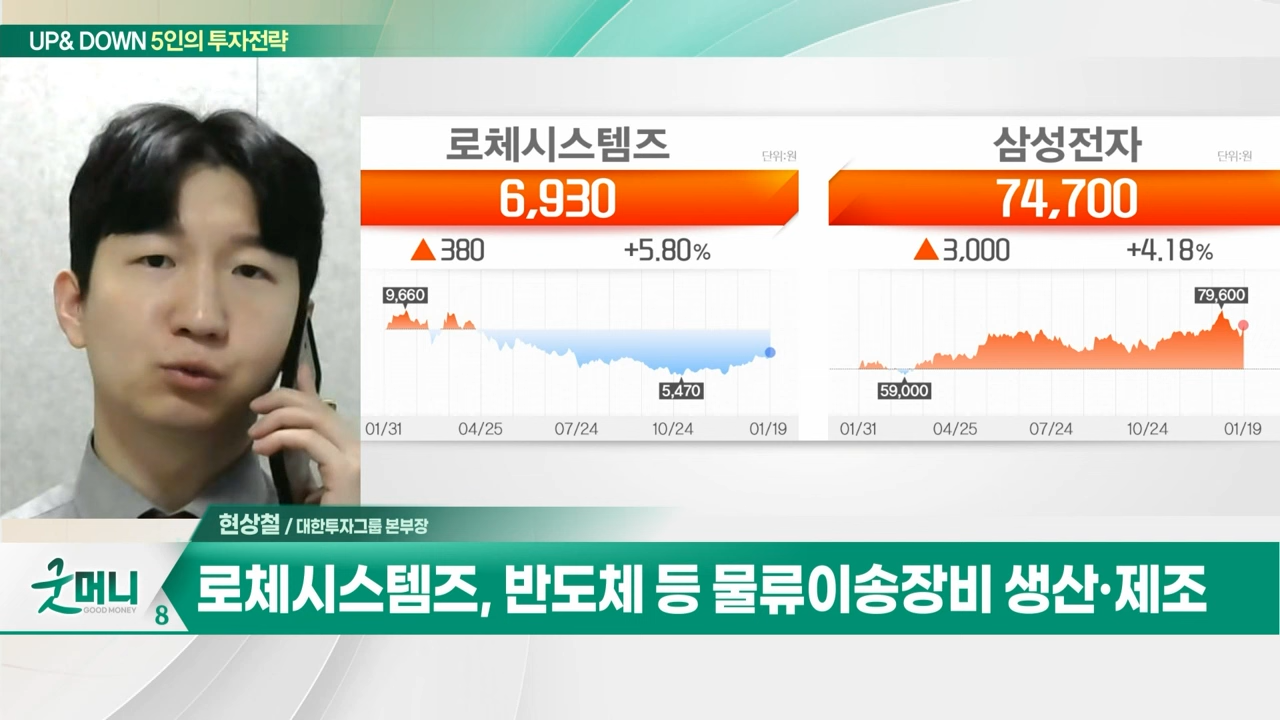 UP& DOWN 5인의 투자전략
로체시스템즈
단위:원
6,930
▲380 +5.80%
9,660
5,470
01/31 04/25 07/24 10/24 01/19
삼성전자
단위:원
74,700
▲3,000 +4.18%
79,600
59,000
01/31 04/25 07/24 10/24 01/19
현상철 / 대한투자그룹 본부장
굿머니
GOOD MONEY
8
로체시스템즈, 반도체 등 물류이송장비 생산·제조